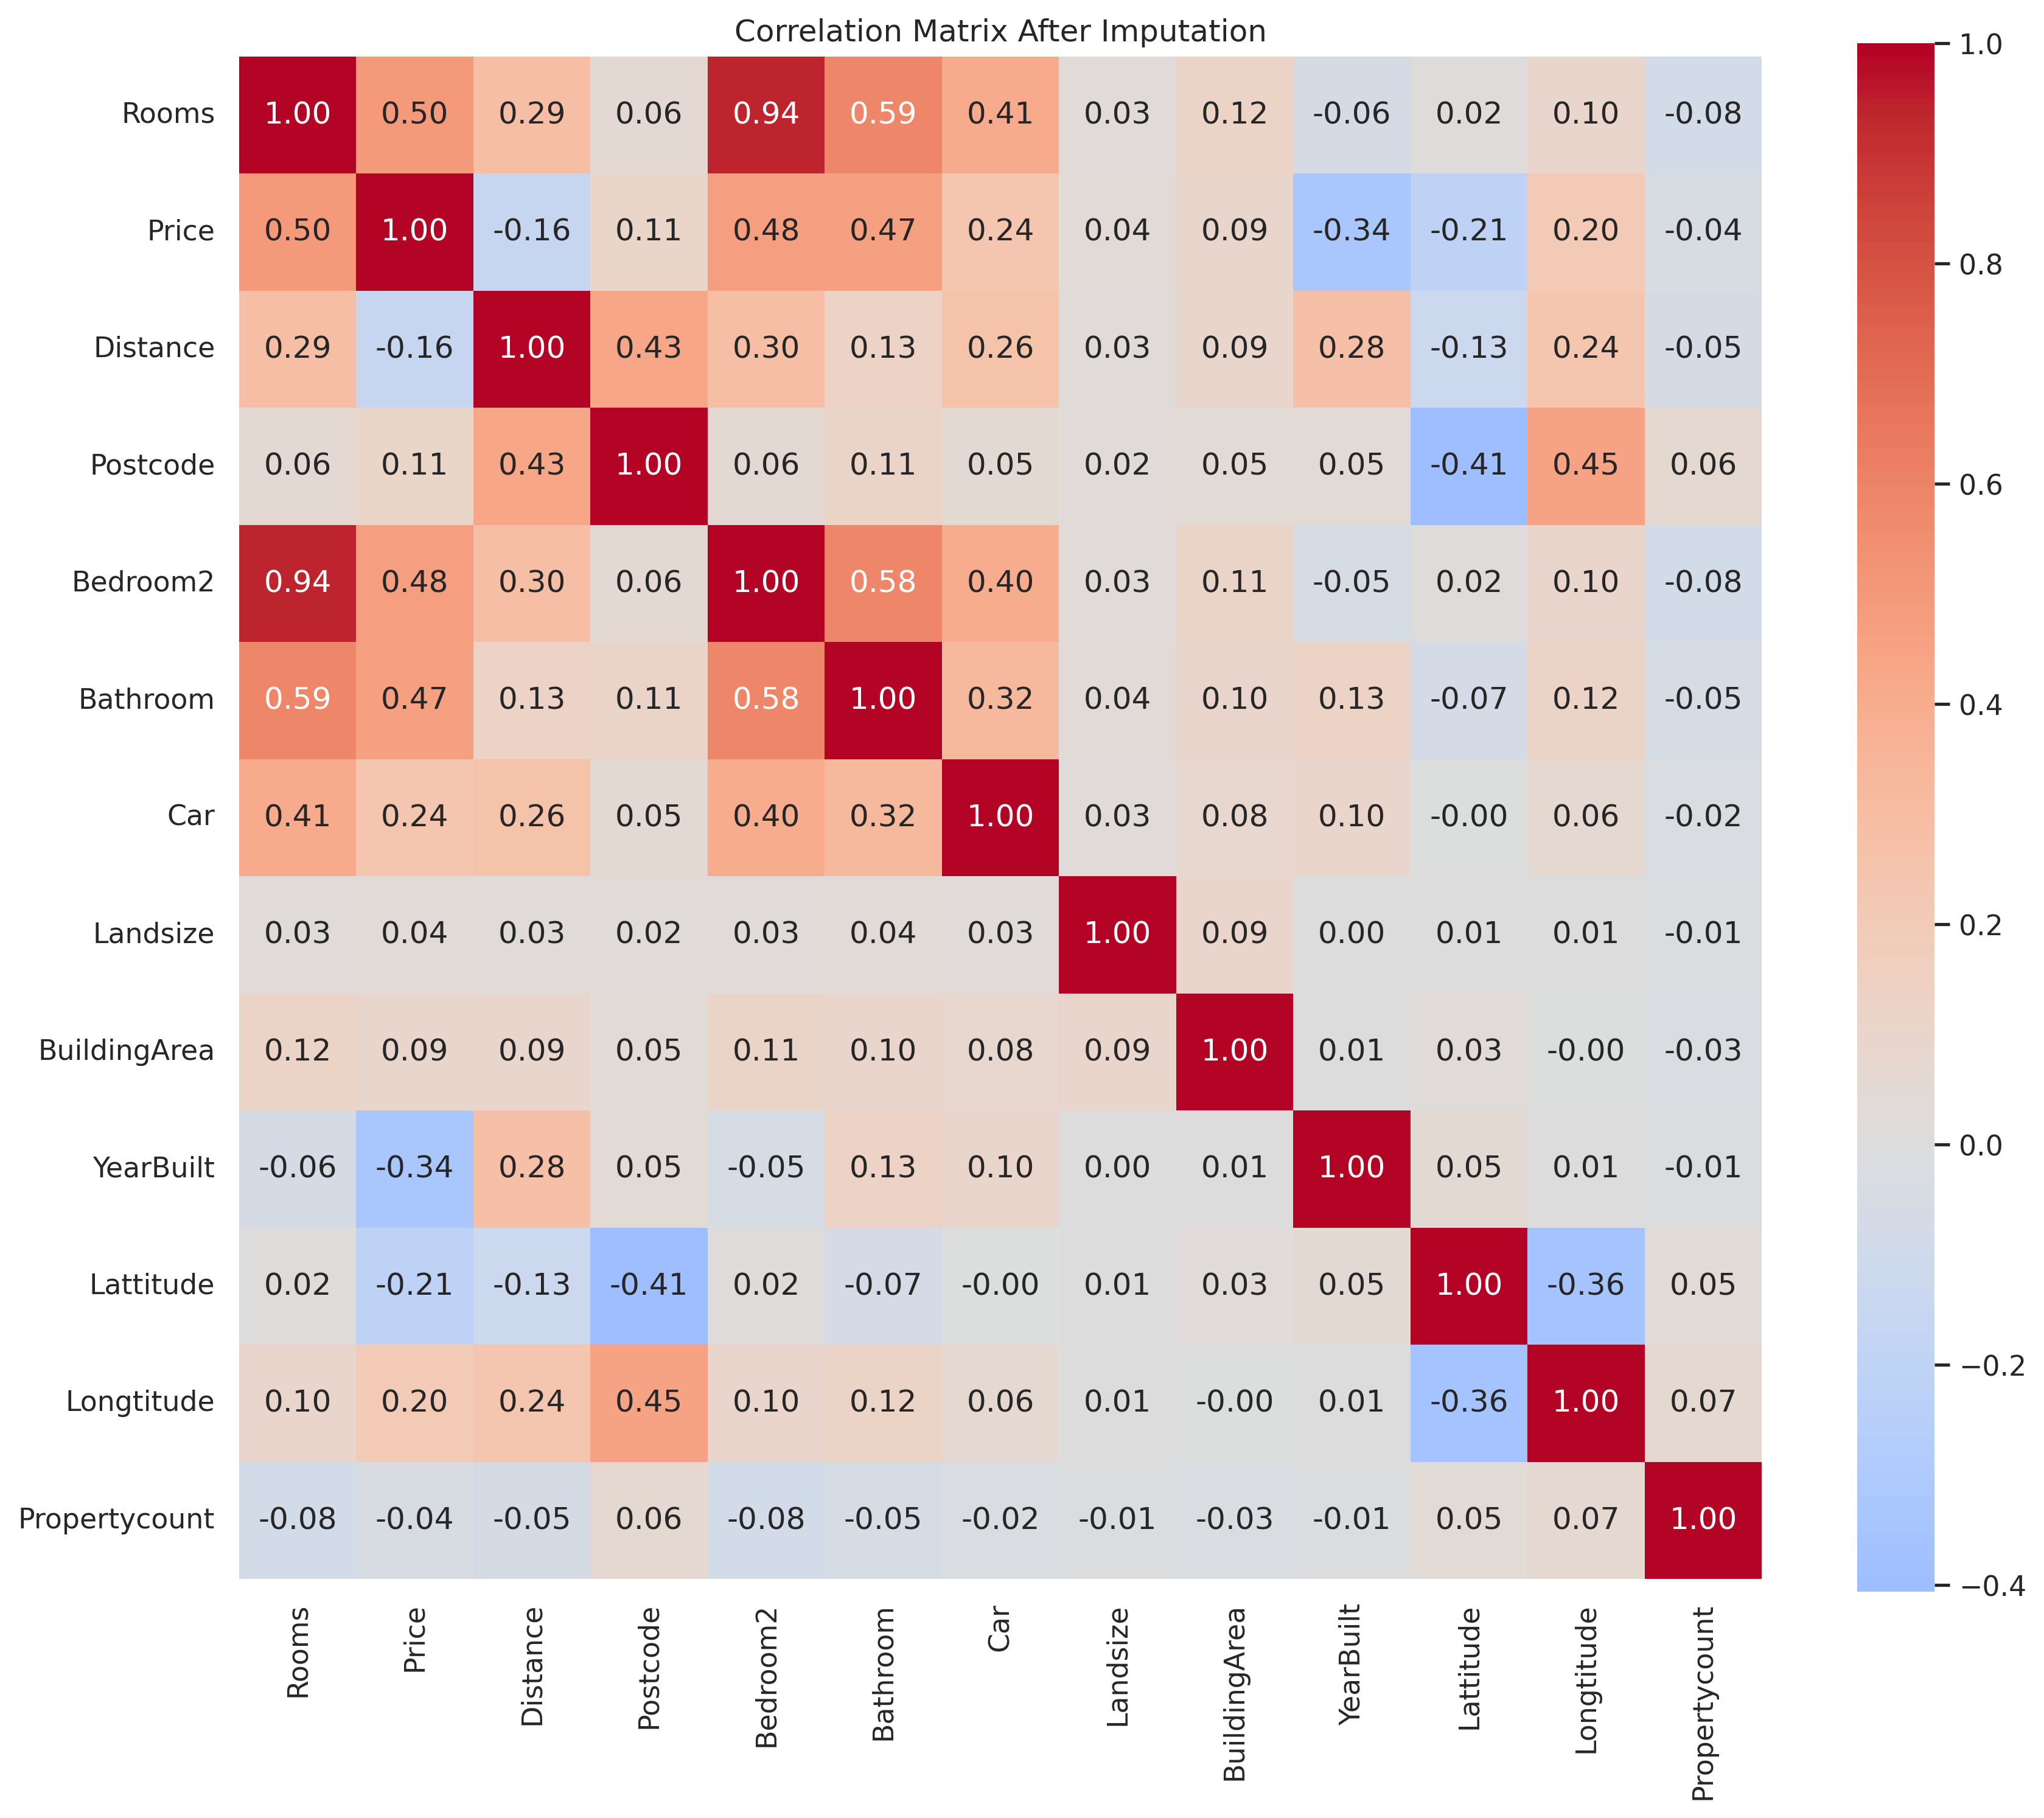 Correlation Matrix After Imputation
Rooms 1.00 0.50 0.29 0.06 0.94 0.59 0.41 0.03 0.12 -0.06 0.02 0.10 -0.08
Price 0.50 1.00 -0.16 0.11 0.48 0.47 0.24 0.04 0.09 -0.34 -0.21 0.20 -0.04
Distance 0.29 -0.16 1.00 0.43 0.30 0.13 0.26 0.03 0.09 0.28 -0.13 0.24 -0.05
Postcode 0.06 0.11 0.43 1.00 0.06 0.11 0.05 0.02 0.05 0.05 -0.41 0.45 0.06
Bedroom2 0.94 0.48 0.30 0.06 1.00 0.58 0.40 0.03 0.11 -0.05 0.02 0.10 -0.08
Bathroom 0.59 0.47 0.13 0.11 0.58 1.00 0.32 0.04 0.10 0.13 -0.07 0.12 -0.05
Car 0.41 0.24 0.26 0.05 0.40 0.32 1.00 0.03 0.08 0.10 -0.00 0.06 -0.02
Landsize 0.03 0.04 0.03 0.02 0.03 0.04 0.03 1.00 0.09 0.00 0.01 0.01 -0.01
BuildingArea 0.12 0.09 0.09 0.05 0.11 0.10 0.08 0.09 1.00 0.01 0.03 -0.00 -0.03
YearBuilt -0.06 -0.34 0.28 0.05 -0.05 0.13 0.10 0.00 0.01 1.00 0.05 0.01 -0.01
Lattitude 0.02 -0.21 -0.13 -0.41 0.02 -0.07 -0.00 0.01 0.03 0.05 1.00 -0.36 0.05
Longtitude 0.10 0.20 0.24 0.45 0.10 0.12 0.06 0.01 -0.00 0.01 -0.36 1.00 0.07
Propertycount -0.08 -0.04 -0.05 0.06 -0.08 -0.05 -0.02 -0.01 -0.03 -0.01 0.05 0.07 1.00
Rooms Price Distance Postcode Bedroom2 Bathroom Car Landsize BuildingArea YearBuilt Lattitude Longtitude Propertycount
1.0
0.8
0.6
0.4
0.2
0.0
−0.2
−0.4